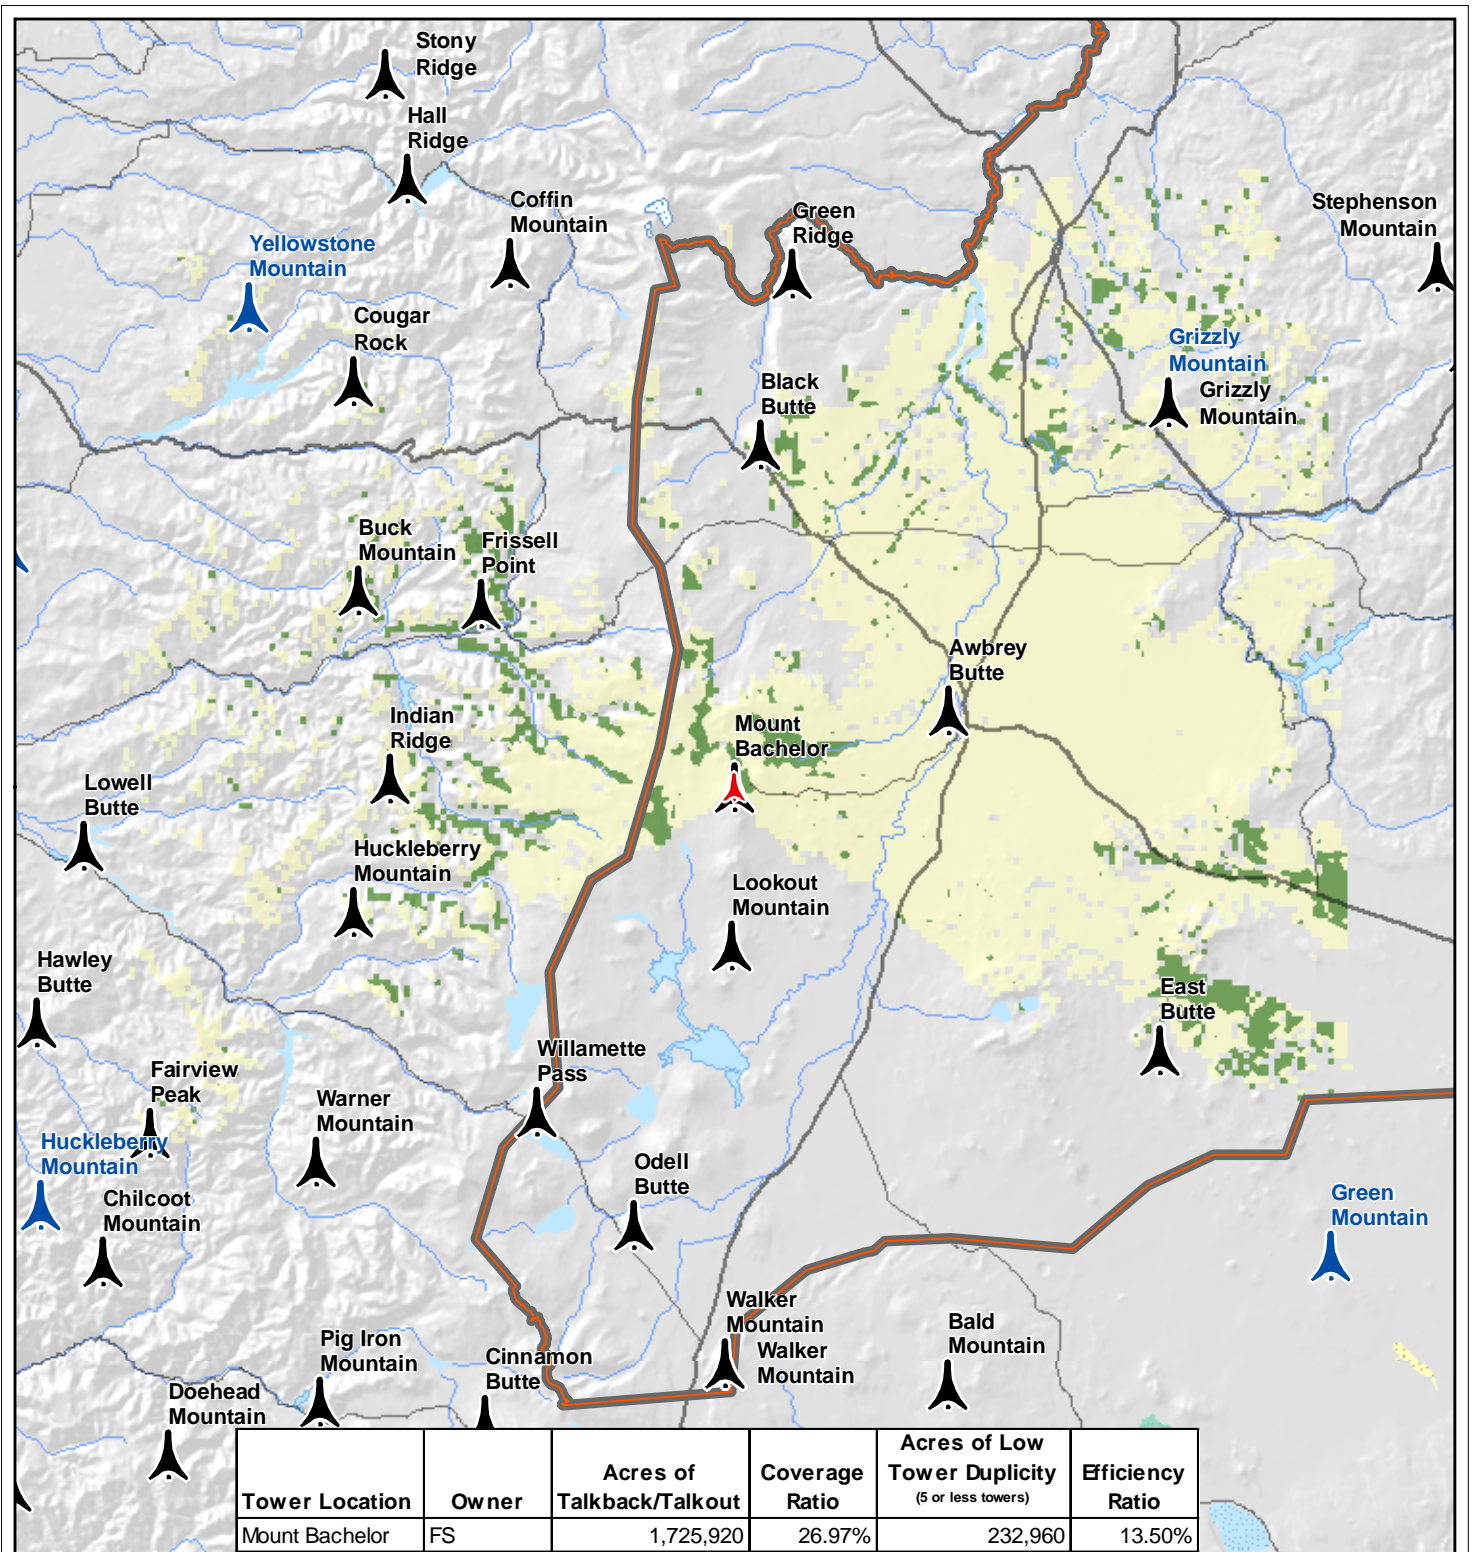 Stony
Ridge
Hall
Ridge
Coffin
Mountain
Green
Ridge
Stephenson
Mountain
Yellowstone
Mountain
Cougar
Rock
Grizzly
Mountain
Grizzly
Mountain
Black
Butte
Buck
Mountain
Frissell
Point
Awbrey
Butte
Indian
Ridge
Mount
Bachelor
Lowell
Butte
Huckleberry
Mountain
Lookout
Mountain
Hawley
Butte
East
Butte
Willamette
Pass
Fairview
Peak
Warner
Mountain
Huckleberry
Mountain
Odell
Butte
Chilcoot
Mountain
Green
Mountain
Walker
Mountain
Walker
Mountain
Bald
Mountain
Pig Iron
Mountain
Cinnamon
Butte
Doehead
Mountain
Tower Location
Owner
Acres of
Talkback/Talkout
Coverage
Ratio
Acres of Low
Tower Duplicity
(5 or less towers)
Efficiency
Ratio
Mount Bachelor FS 1,725,920 26.97% 232,960 13.50%